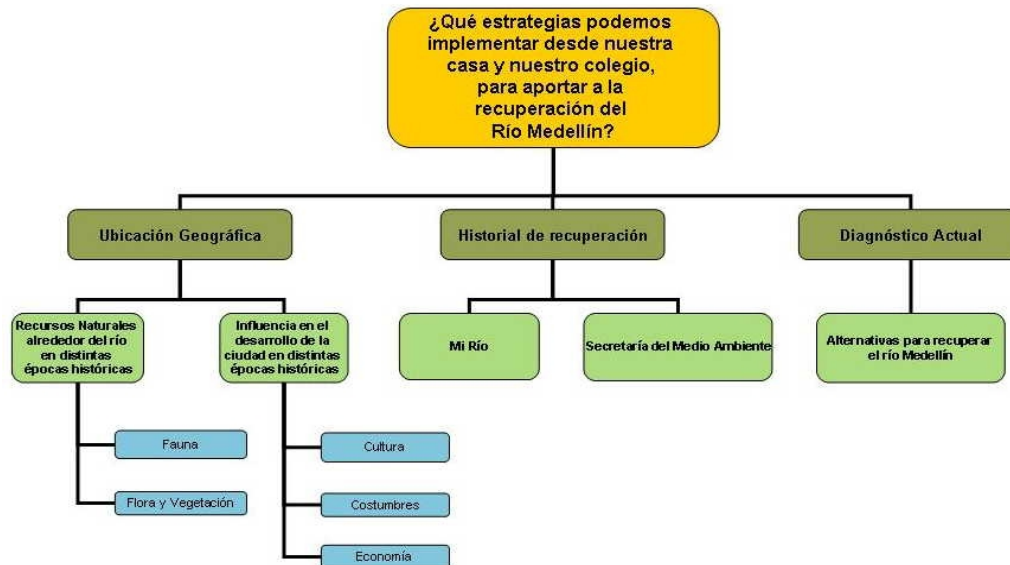 ¿Qué estrategias podemos
implementar desde nuestra
casa y nuestro colegio,
para aportar a la
recuperación del
Río Medellín?
Ubicación Geográfica
Historial de recuperación
Diagnóstico Actual
Recursos Naturales
alrededor del río
en distintas
épocas históricas
Influencia en el
desarrollo de la
ciudad en distintas
épocas históricas
Mi Río
Secretaría del Medio Ambiente
Alternativas para recuperar
el río Medellín
Fauna
Flora y Vegetación
Cultura
Costumbres
Economía